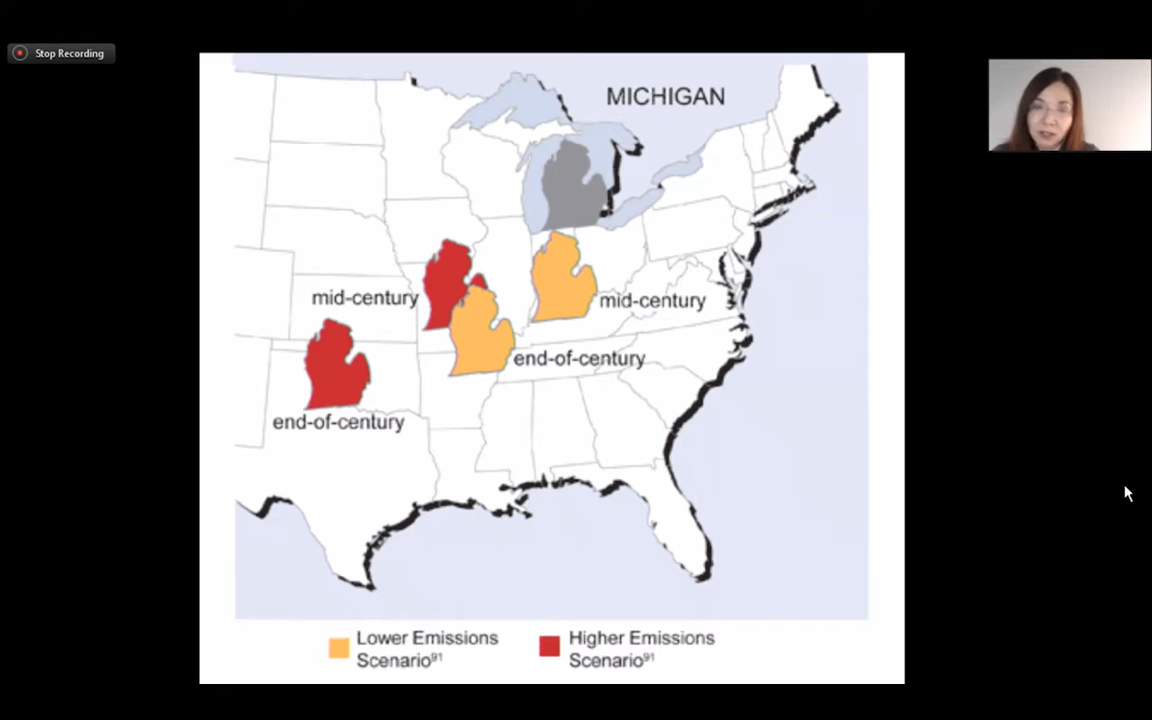 Stop Recording
MICHIGAN
mid-century
mid-century
end-of-century
end-of-century
Lower Emissions
Scenario⁹¹
Higher Emissions
Scenario⁹¹